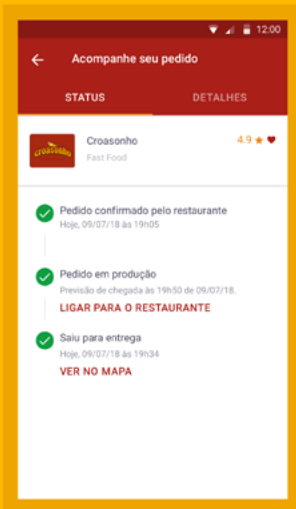 12:00
Acompanhe seu pedido
STATUS DETALHES
croasonho
Croasonho 4.9
Fast Food
Pedido confirmado pelo restaurante
Hoje, 09/07/18 às 19h05
Pedido em produção
Previsão de chegada às 19h50 de 09/07/18.
LIGAR PARA O RESTAURANTE
Saiu para entrega
Hoje, 09/07/18 às 19h34
VER NO MAPA